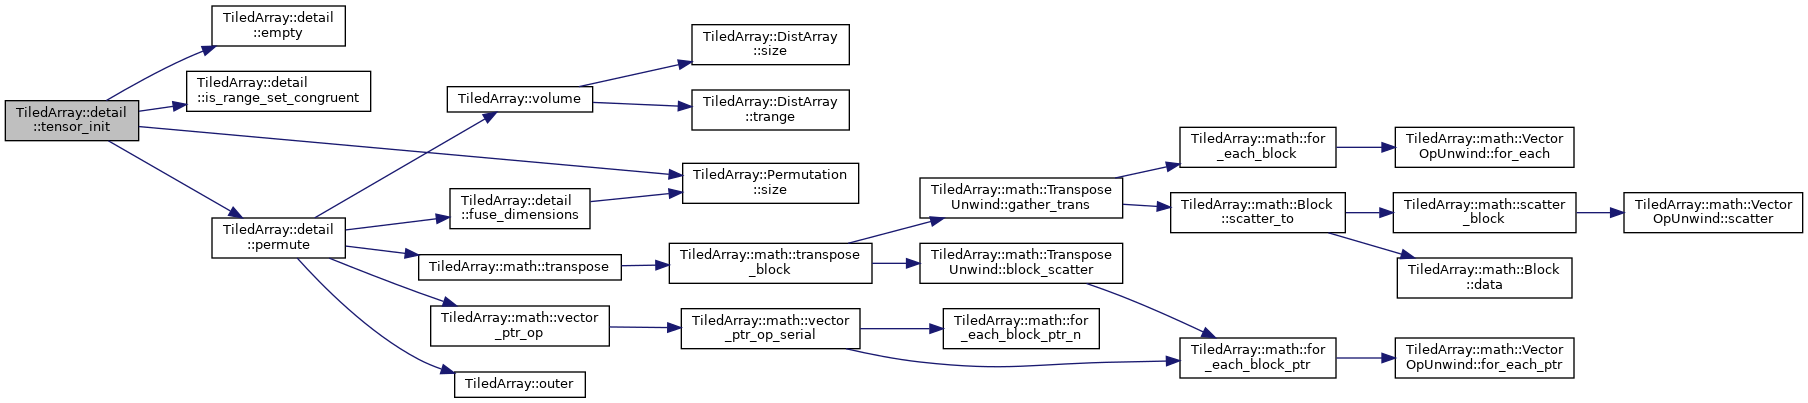 TiledArray::detail
::tensor_init
TiledArray::detail
::empty
TiledArray::detail
::is_range_set_congruent
TiledArray::detail
::permute
TiledArray::volume
TiledArray::detail
::fuse_dimensions
TiledArray::math::transpose
TiledArray::math::vector
_ptr_op
TiledArray::outer
TiledArray::DistArray
::size
TiledArray::DistArray
::trange
TiledArray::Permutation
::size
TiledArray::math::transpose
_block
TiledArray::math::vector
_ptr_op_serial
TiledArray::math::Transpose
Unwind::gather_trans
TiledArray::math::Transpose
Unwind::block_scatter
TiledArray::math::for
_each_block_ptr_n
TiledArray::math::for
_each_block
TiledArray::math::Block
::scatter_to
TiledArray::math::for
_each_block_ptr
TiledArray::math::Vector
OpUnwind::for_each
TiledArray::math::scatter
_block
TiledArray::math::Block
::data
TiledArray::math::Vector
OpUnwind::for_each_ptr
TiledArray::math::Vector
OpUnwind::scatter